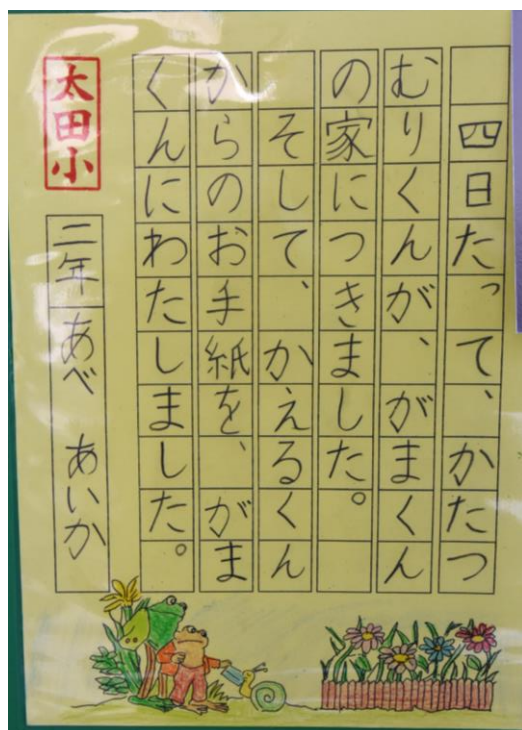 四日たって、かたつ
むりくんが、がまくん
の家につきました。
そして、かえるくん
からのお手紙を、がま
くんにわたしました。
太田小
二年 あべ あいか